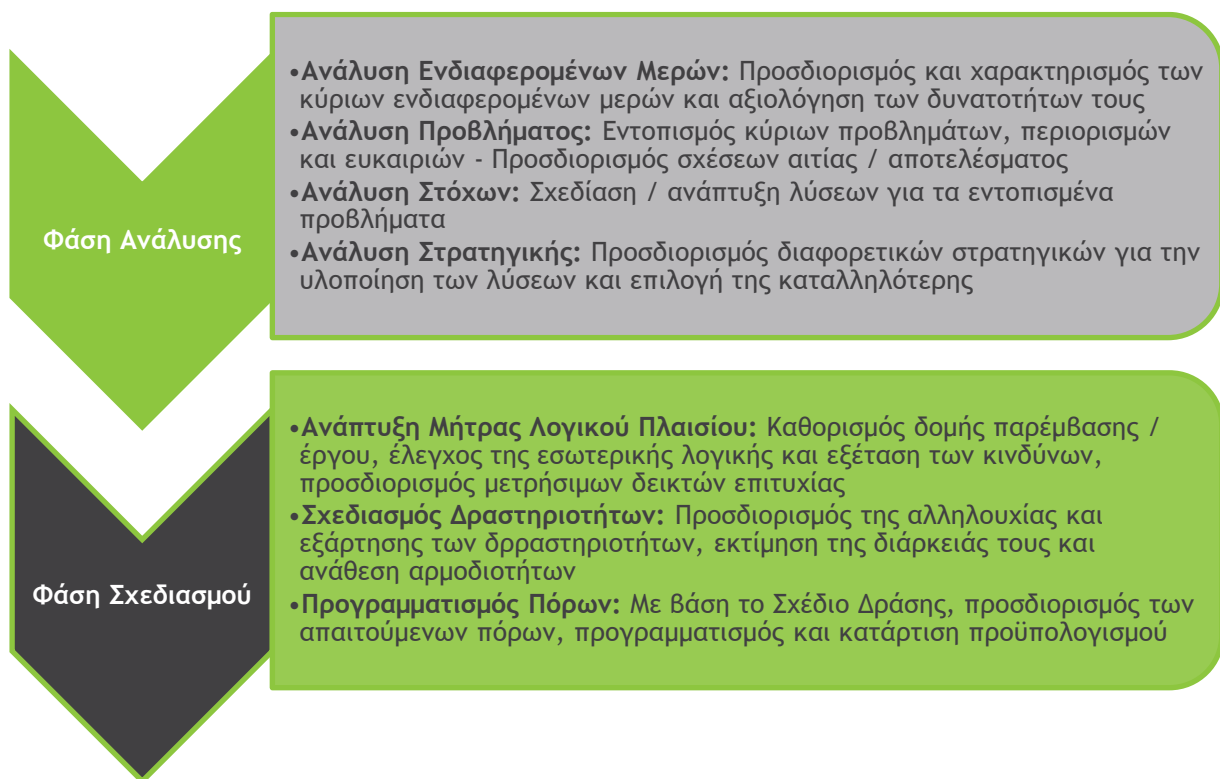 •Ανάλυση Ενδιαφερομένων Μερών: Προσδιορισμός και χαρακτηρισμός των
κύριων ενδιαφερομένων μερών και αξιολόγηση των δυνατοτήτων τους
•Ανάλυση Προβλήματος: Εντοπισμός κύριων προβλημάτων, περιορισμών
και ευκαιριών - Προσδιορισμός σχέσεων αιτίας / αποτελέσματος
•Ανάλυση Στόχων: Σχεδίαση / ανάπτυξη λύσεων για τα εντοπισμένα
προβλήματα
•Ανάλυση Στρατηγικής: Προσδιορισμός διαφορετικών στρατηγικών για την
υλοποίηση των λύσεων και επιλογή της καταλληλότερης
Φάση Ανάλυσης
•Ανάπτυξη Μήτρας Λογικού Πλαισίου: Καθορισμός δομής παρέμβασης /
έργου, έλεγχος της εσωτερικής λογικής και εξέταση των κινδύνων,
προσδιορισμός μετρήσιμων δεικτών επιτυχίας
•Σχεδιασμός Δραστηριοτήτων: Προσδιορισμός της αλληλουχίας και
εξάρτησης των δρραστηριοτήτων, εκτίμηση της διάρκειάς τους και
ανάθεση αρμοδιοτήτων
•Προγραμματισμός Πόρων: Με βάση το Σχέδιο Δράσης, προσδιορισμός των
απαιτούμενων πόρων, προγραμματισμός και κατάρτιση προϋπολογισμού
Φάση Σχεδιασμού